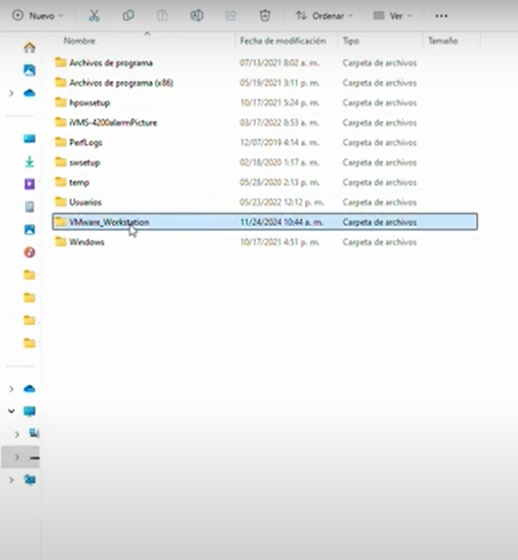 Nuevo Ordenar Ver ...
Nombre Fecha de modificación Tipo Tamaño
Archivos de programa 07/13/2021 8:02 a. m. Carpeta de archivos
Archivos de programa (x86) 05/19/2021 3:11 p. m. Carpeta de archivos
hpswsetup 10/17/2021 5:24 p. m. Carpeta de archivos
iVMS-4200alarmPicture 03/17/2022 8:53 a. m. Carpeta de archivos
PerfLogs 12/07/2019 4:14 a. m. Carpeta de archivos
swsetup 02/18/2020 1:17 a. m. Carpeta de archivos
temp 05/28/2020 2:13 p. m. Carpeta de archivos
Usuarios 05/23/2022 12:12 p. m. Carpeta de archivos
VMware_Workstation 11/24/2024 10:44 a. m. Carpeta de archivos
Windows 10/17/2021 4:51 p. m. Carpeta de archivos